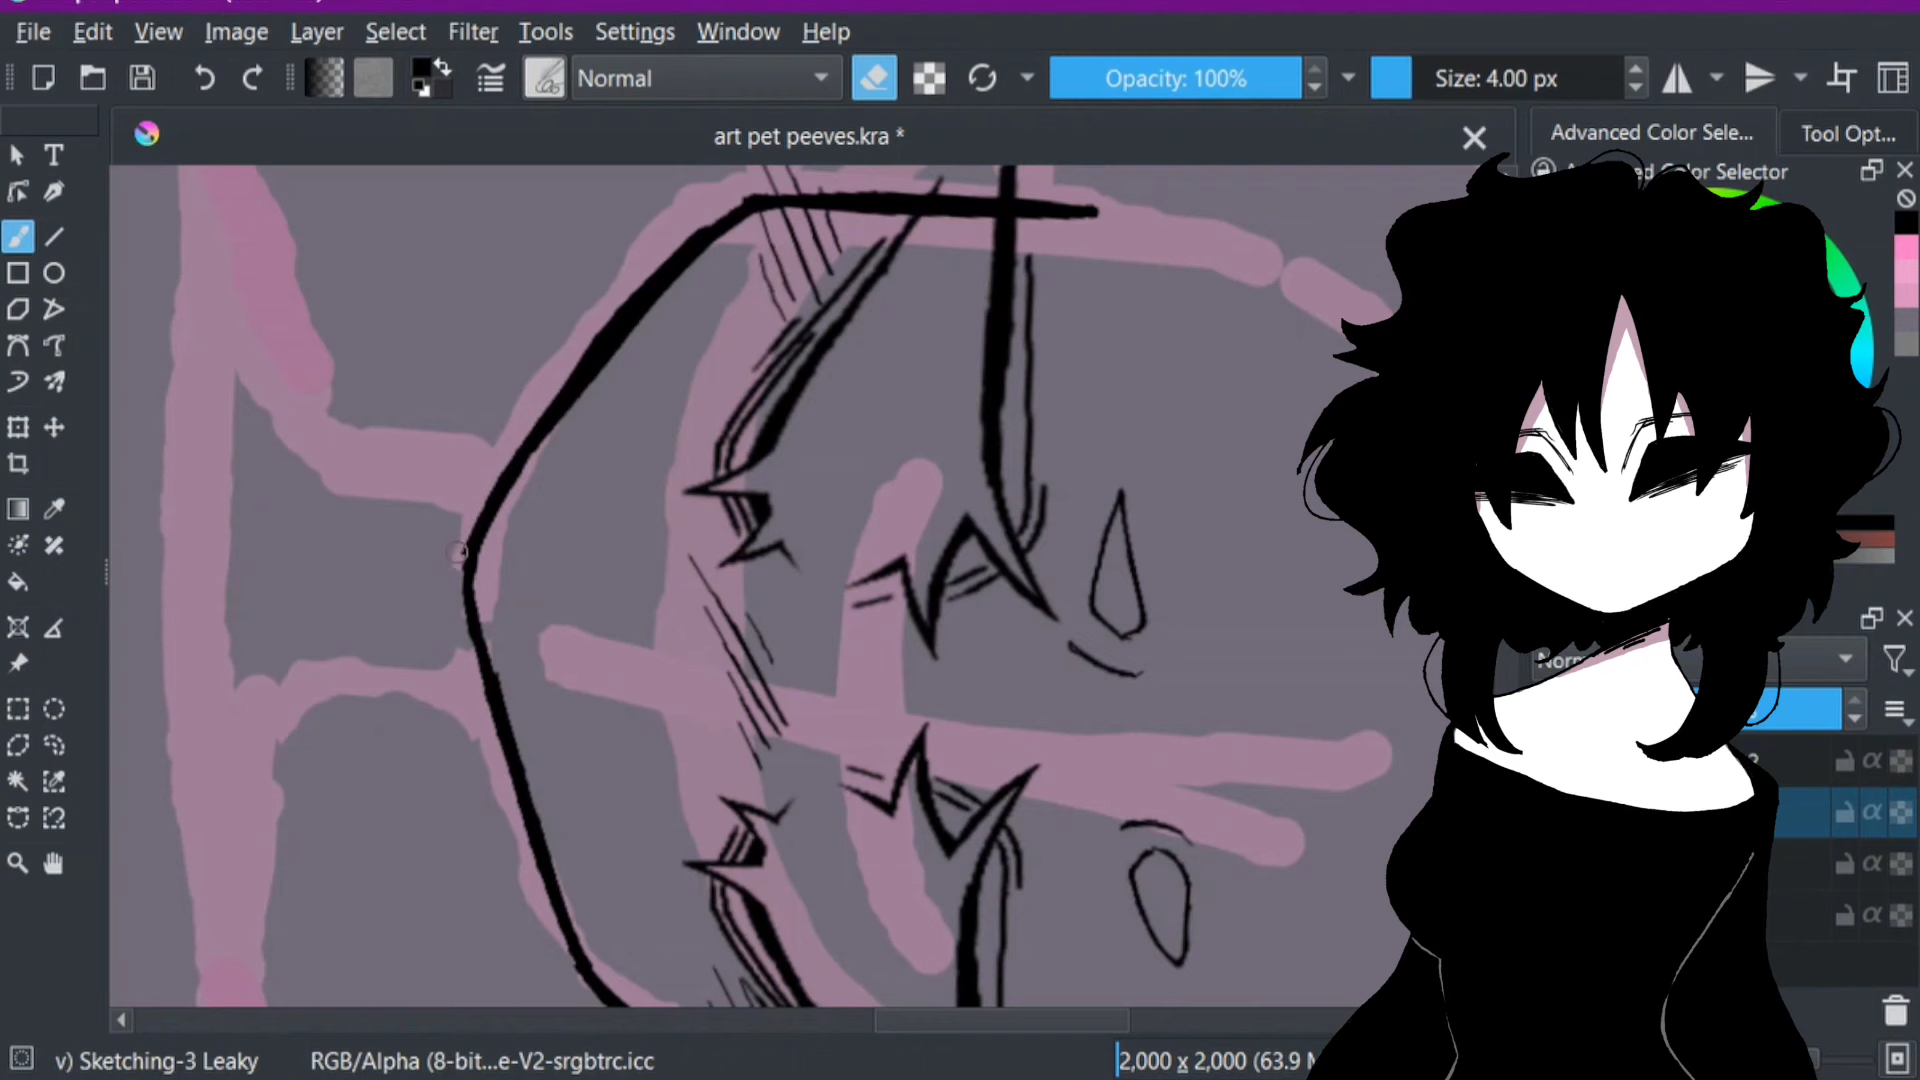 File Edit View Image Layer Select Filter Tools Settings Window Help
Normal Opacity: 100% Size: 4.00 px
art pet peeves.kra * Advanced Color Sele... Tool Opt...
Color Selector
v) Sketching-3 Leaky RGB/Alpha (8-bit...e-V2-srgbtrc.icc 2,000 x 2,000 (63.9